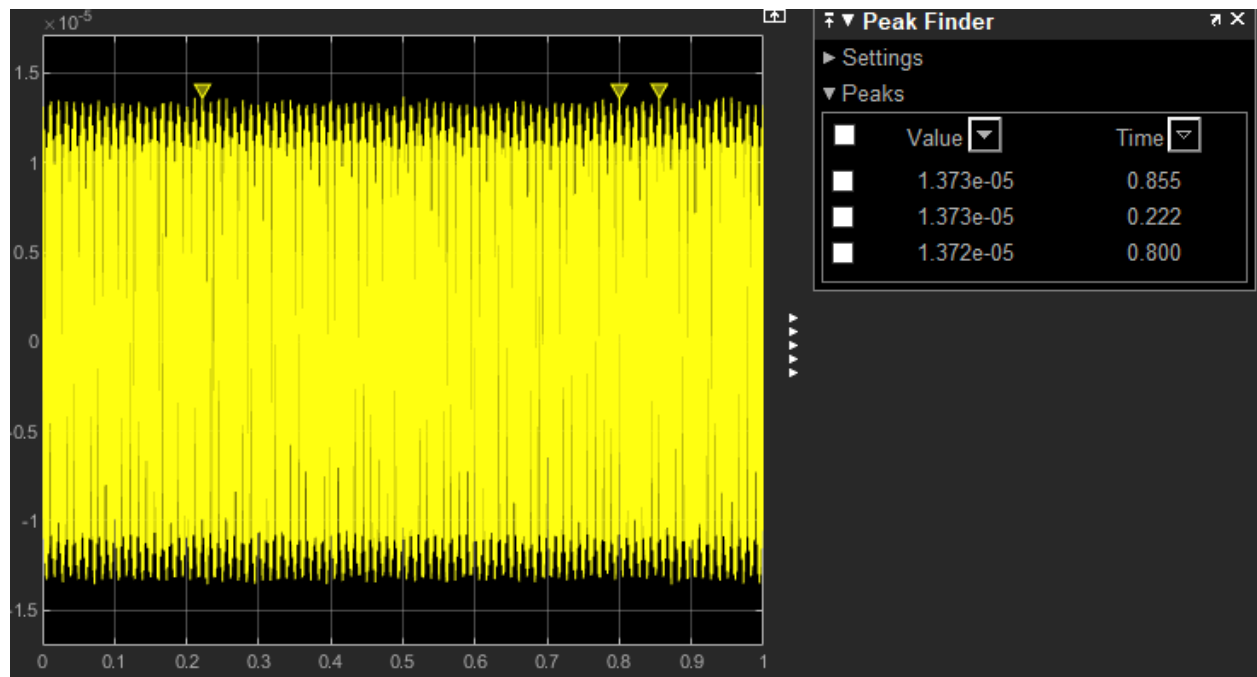 ×10^-5
1.5
1
0.5
0
-0.5
-1
-1.5
0 0.1 0.2 0.3 0.4 0.5 0.6 0.7 0.8 0.9 1
Peak Finder
Settings
Peaks
Value Time
1.373e-05 0.855
1.373e-05 0.222
1.372e-05 0.800